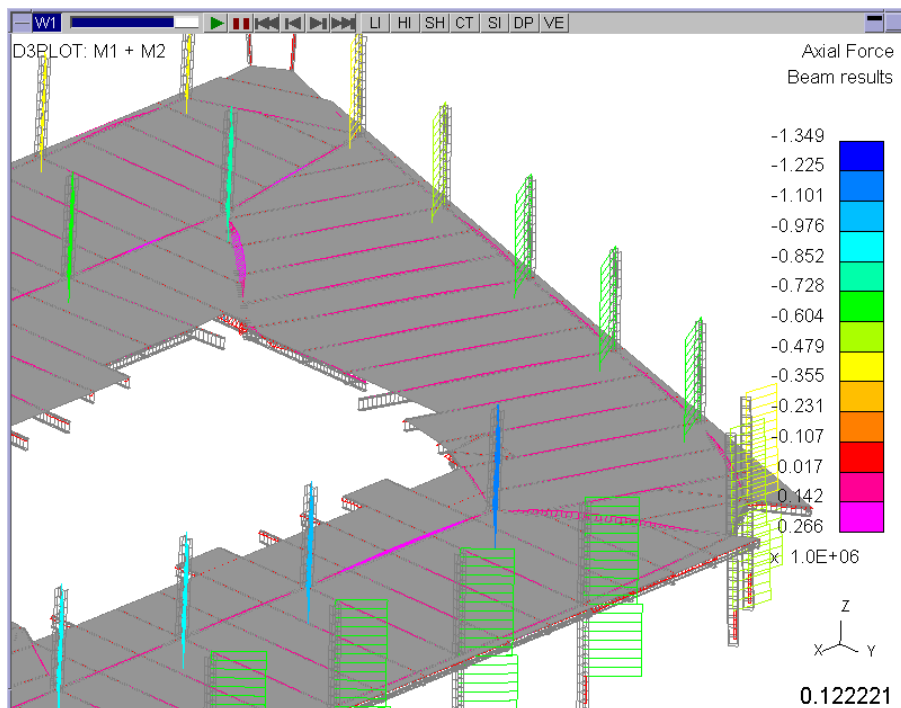 W1 LI HI SH CT SI DP VE
D3PLOT: M1 + M2
Axial Force
Beam results
-1.349
-1.225
-1.101
-0.976
-0.852
-0.728
-0.604
-0.479
-0.355
-0.231
-0.107
0.017
0.142
0.266
x 1.0E+06
Z
X Y
0.122221